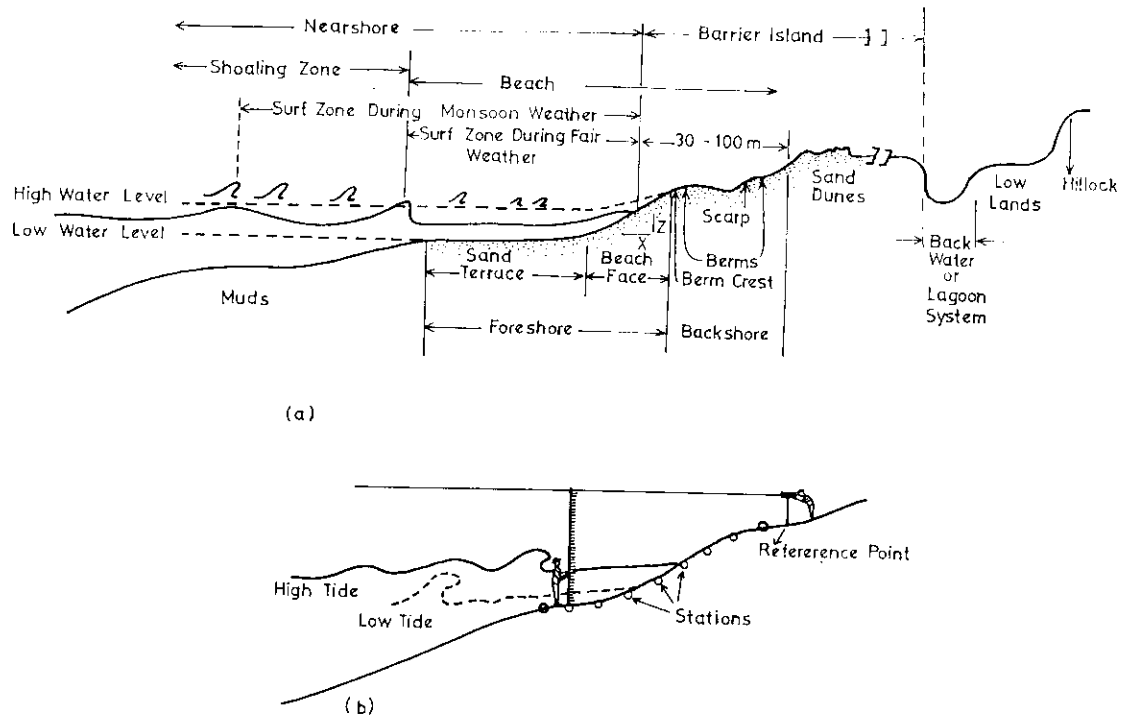 Nearshore
Barrier Island
Shoaling Zone
Beach
Surf Zone During Monsoon Weather
Surf Zone During Fair
Weather
30 - 100 m
High Water Level
Low Water Level
Sand
Dunes
Low
Lands
Hillock
Scarp
Z
X
Sand
Terrace
Beach
Face
Berms
Berm Crest
Back
Water
or
Lagoon
System
Muds
Foreshore
Backshore
(a)
Refererence Point
High Tide
Low Tide
Stations
(b)